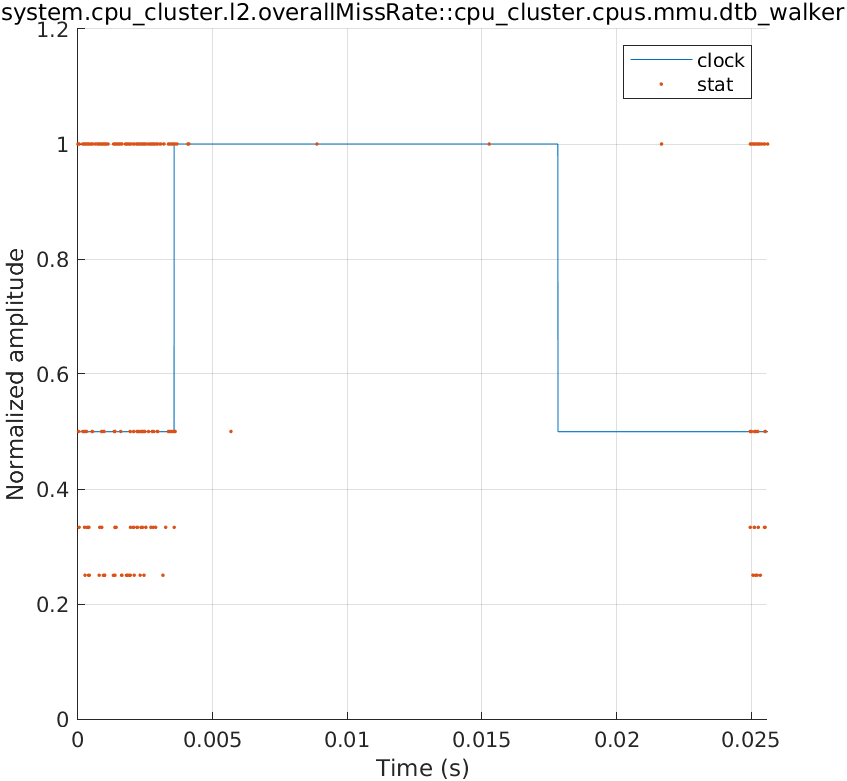 system.cpu_cluster.l2.overallMissRate::cpu_cluster.cpus.mmu.dtb_walker
1.2
clock
stat
1
0.8
0.6
0.4
0.2
0
Normalized amplitude
0 0.005 0.01 0.015 0.02 0.025
Time (s)